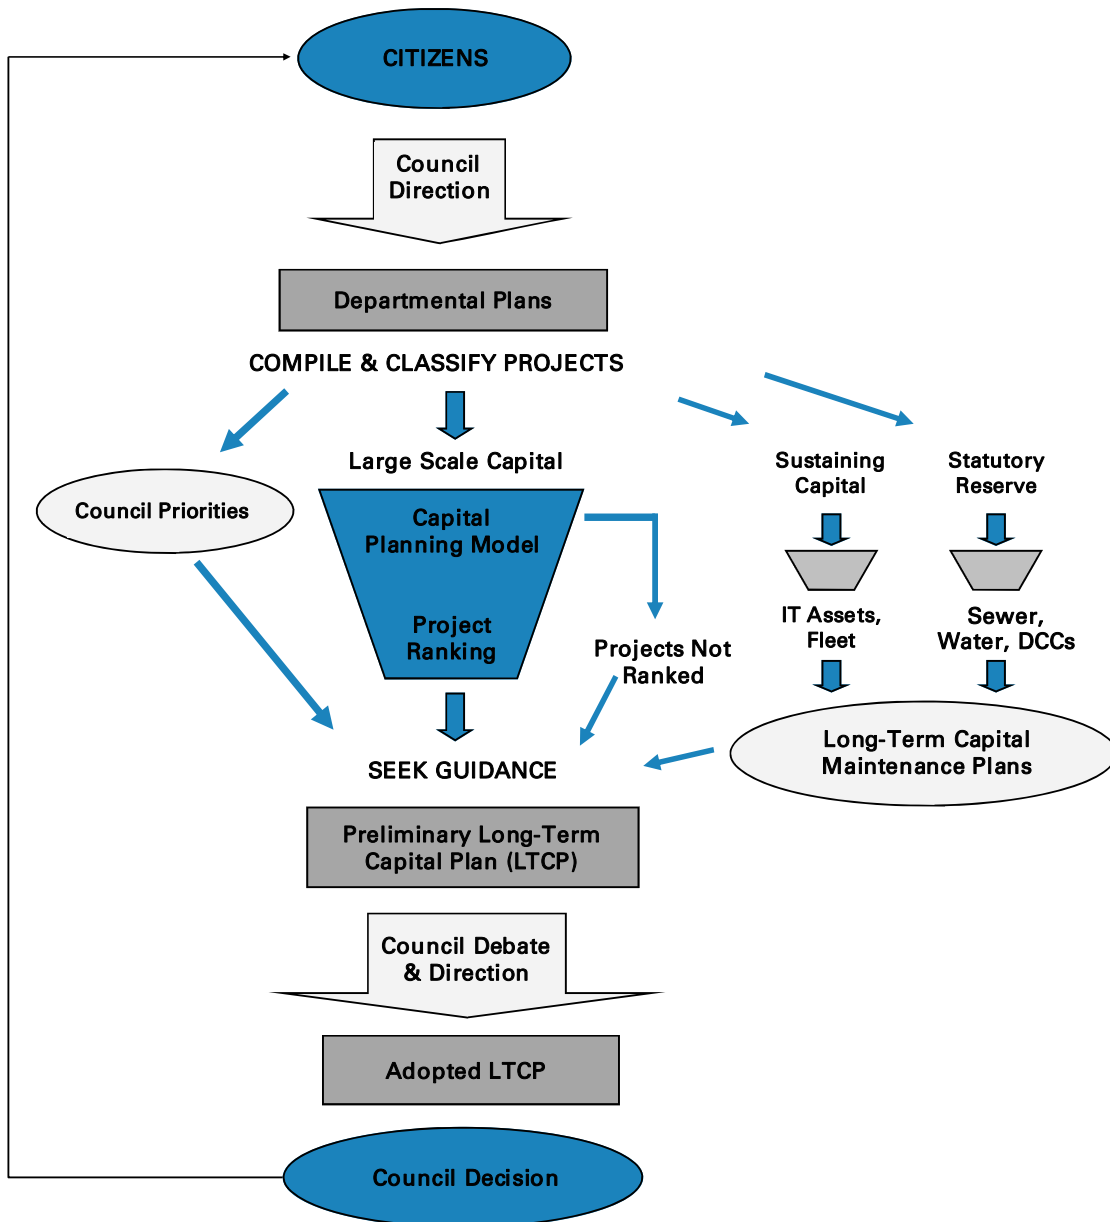 CITIZENS
Council
Direction
Departmental Plans
COMPILE & CLASSIFY PROJECTS
Large Scale Capital
Sustaining
Capital
Statutory
Reserve
Council Priorities
Capital
Planning Model
Project
Ranking
Projects Not
Ranked
IT Assets,
Fleet
Sewer,
Water, DCCs
Long-Term Capital
Maintenance Plans
SEEK GUIDANCE
Preliminary Long-Term
Capital Plan (LTCP)
Council Debate
& Direction
Adopted LTCP
Council Decision